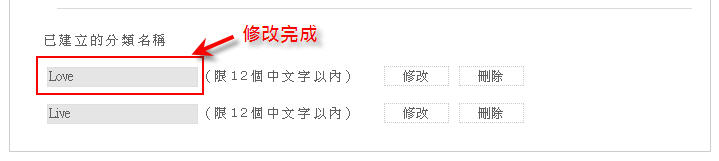 修改完成
已建立的分類名稱
Love (限12個中文字以內) 修改 刪除
Live (限12個中文字以內) 修改 刪除